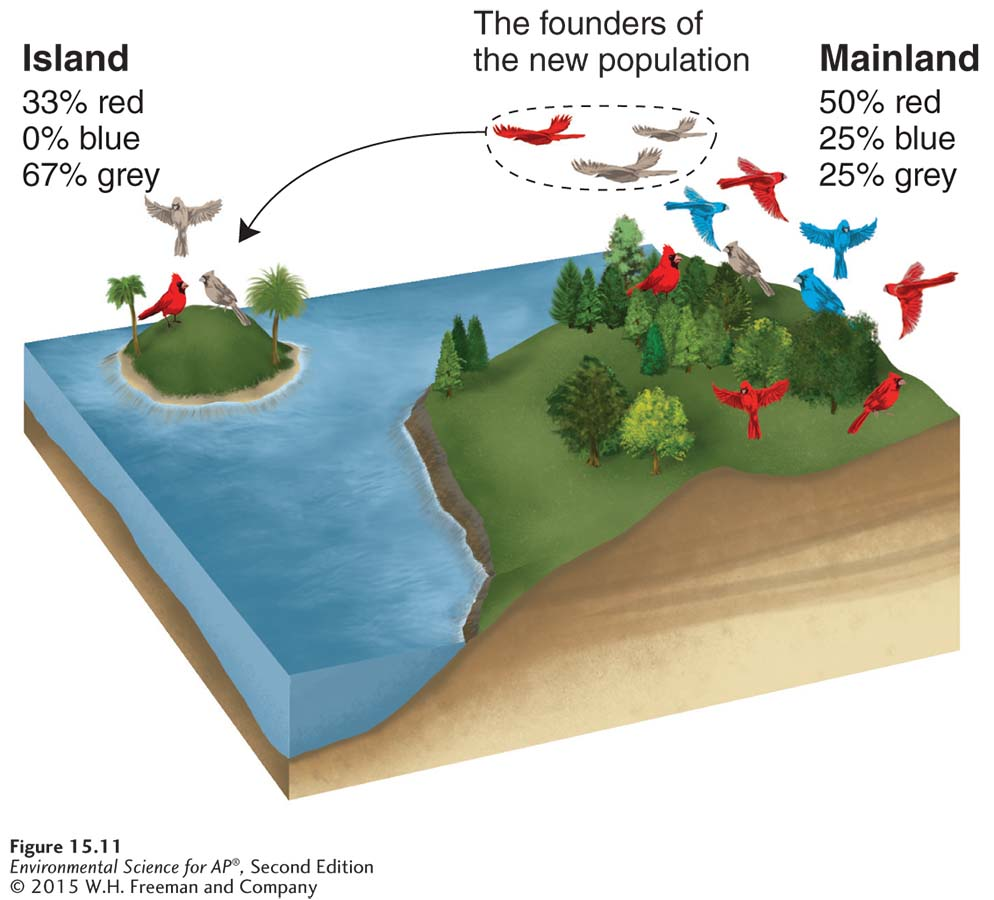 The founders of
the new population
Island
33% red
0% blue
67% grey
Mainland
50% red
25% blue
25% grey
Figure 15.11
Environmental Science for AP®, Second Edition
© 2015 W.H. Freeman and Company